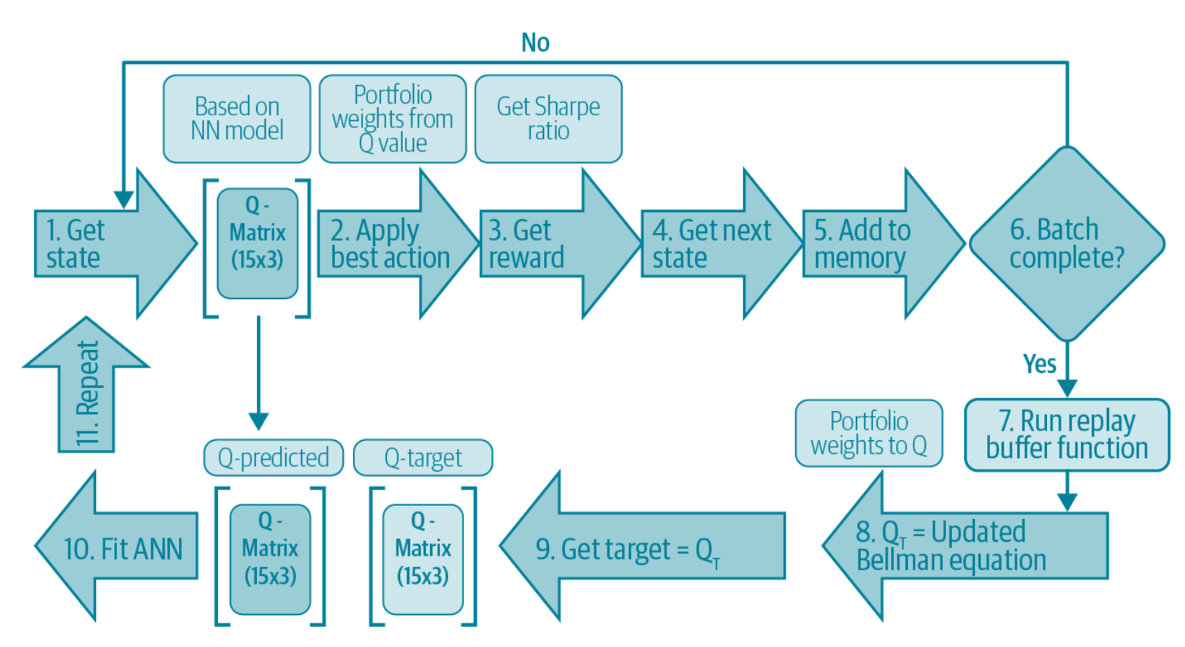 No
Based on
NN model
Portfolio
weights from
Q value
Get Sharpe
ratio
1. Get
state
Q -
Matrix
(15x3)
2. Apply
best action
3. Get
reward
4. Get next
state
5. Add to
memory
6. Batch
complete?
Yes
7. Run replay
buffer function
Portfolio
weights to Q
8. Q_T = Updated
Bellman equation
9. Get target = Q_T
Q-predicted
Q -
Matrix
(15x3)
Q-target
Q -
Matrix
(15x3)
10. Fit ANN
11. Repeat